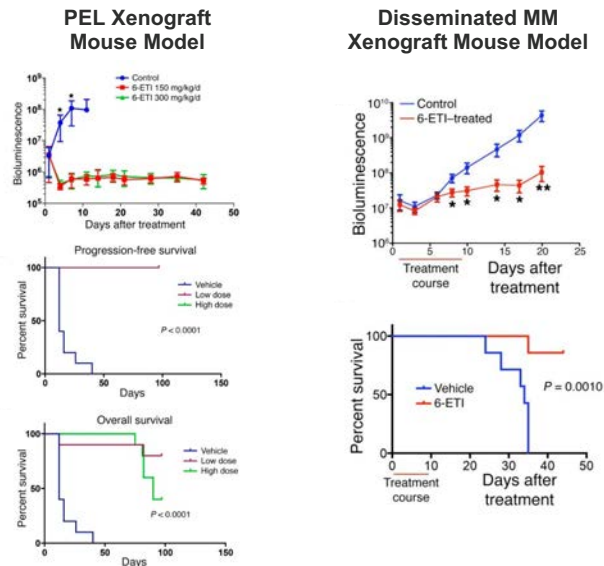 PEL Xenograft
Mouse Model
Control
6-ETI 150 mg/kg/d
6-ETI 300 mg/kg/d
Bioluminescence
10⁹
10⁸
10⁷
10⁶
10⁵
*
*
0 10 20 30 40 50
Days after treatment
Progression-free survival
Vehicle
Low dose
High dose
Percent survival
100
50
0
P < 0.0001
0 50 100 150
Days
Overall survival
Vehicle
Low dose
High dose
Percent survival
100
50
0
P < 0.0001
0 50 100 150
Days
Disseminated MM
Xenograft Mouse Model
Control
6-ETI–treated
Bioluminescence
10¹⁰
10⁹
10⁸
10⁷
10⁶
* * * * **
0 5 10 15 20 25
Treatment
course
Days after
treatment
Percent survival
100
50
0
Vehicle
6-ETI
P = 0.0010
0 10 20 30 40 50
Treatment
course
Days after
treatment